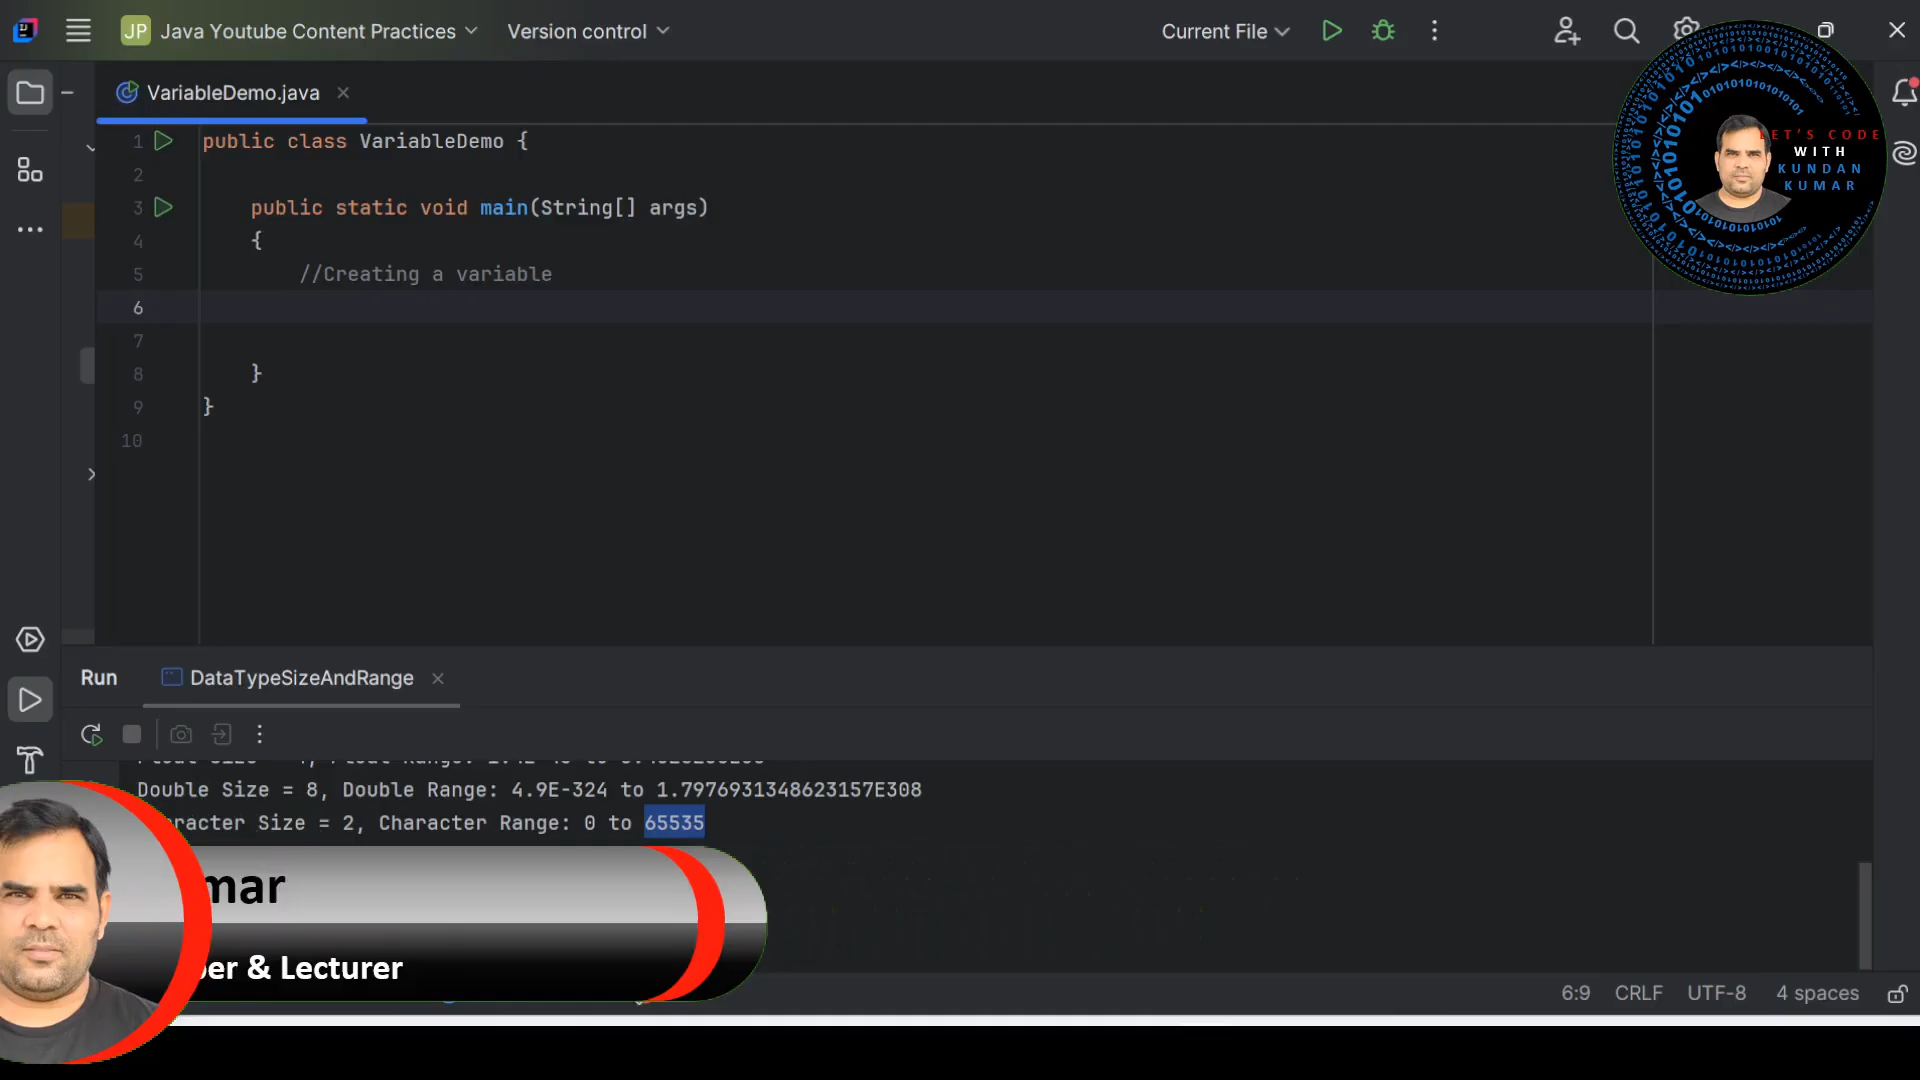 JP Java Youtube Content Practices Version control Current File
VariableDemo.java
1 public class VariableDemo {
2
3 public static void main(String[] args)
4 {
5 //Creating a variable
6
7
8 }
9 }
10
LET'S CODE
WITH
KUNDAN
KUMAR
Run DataTypeSizeAndRange
Double Size = 8, Double Range: 4.9E-324 to 1.7976931348623157E308
racter Size = 2, Character Range: 0 to 65535
mar
per & Lecturer
6:9 CRLF UTF-8 4 spaces